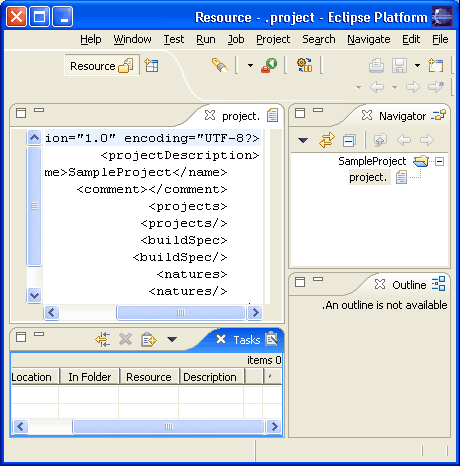 Resource - .project - Eclipse Platform
File Edit Navigate Search Project Job Run Test Window Help
Resource
project.
ion="1.0" encoding="UTF-8?>
<projectDescription>
me>SampleProject</name>
<comment></comment>
<projects>
<projects/>
<buildSpec>
<buildSpec/>
<natures>
<natures/>
Navigator
SampleProject
project.
Outline
.An outline is not available
Tasks
items 0
Description Resource In Folder Location